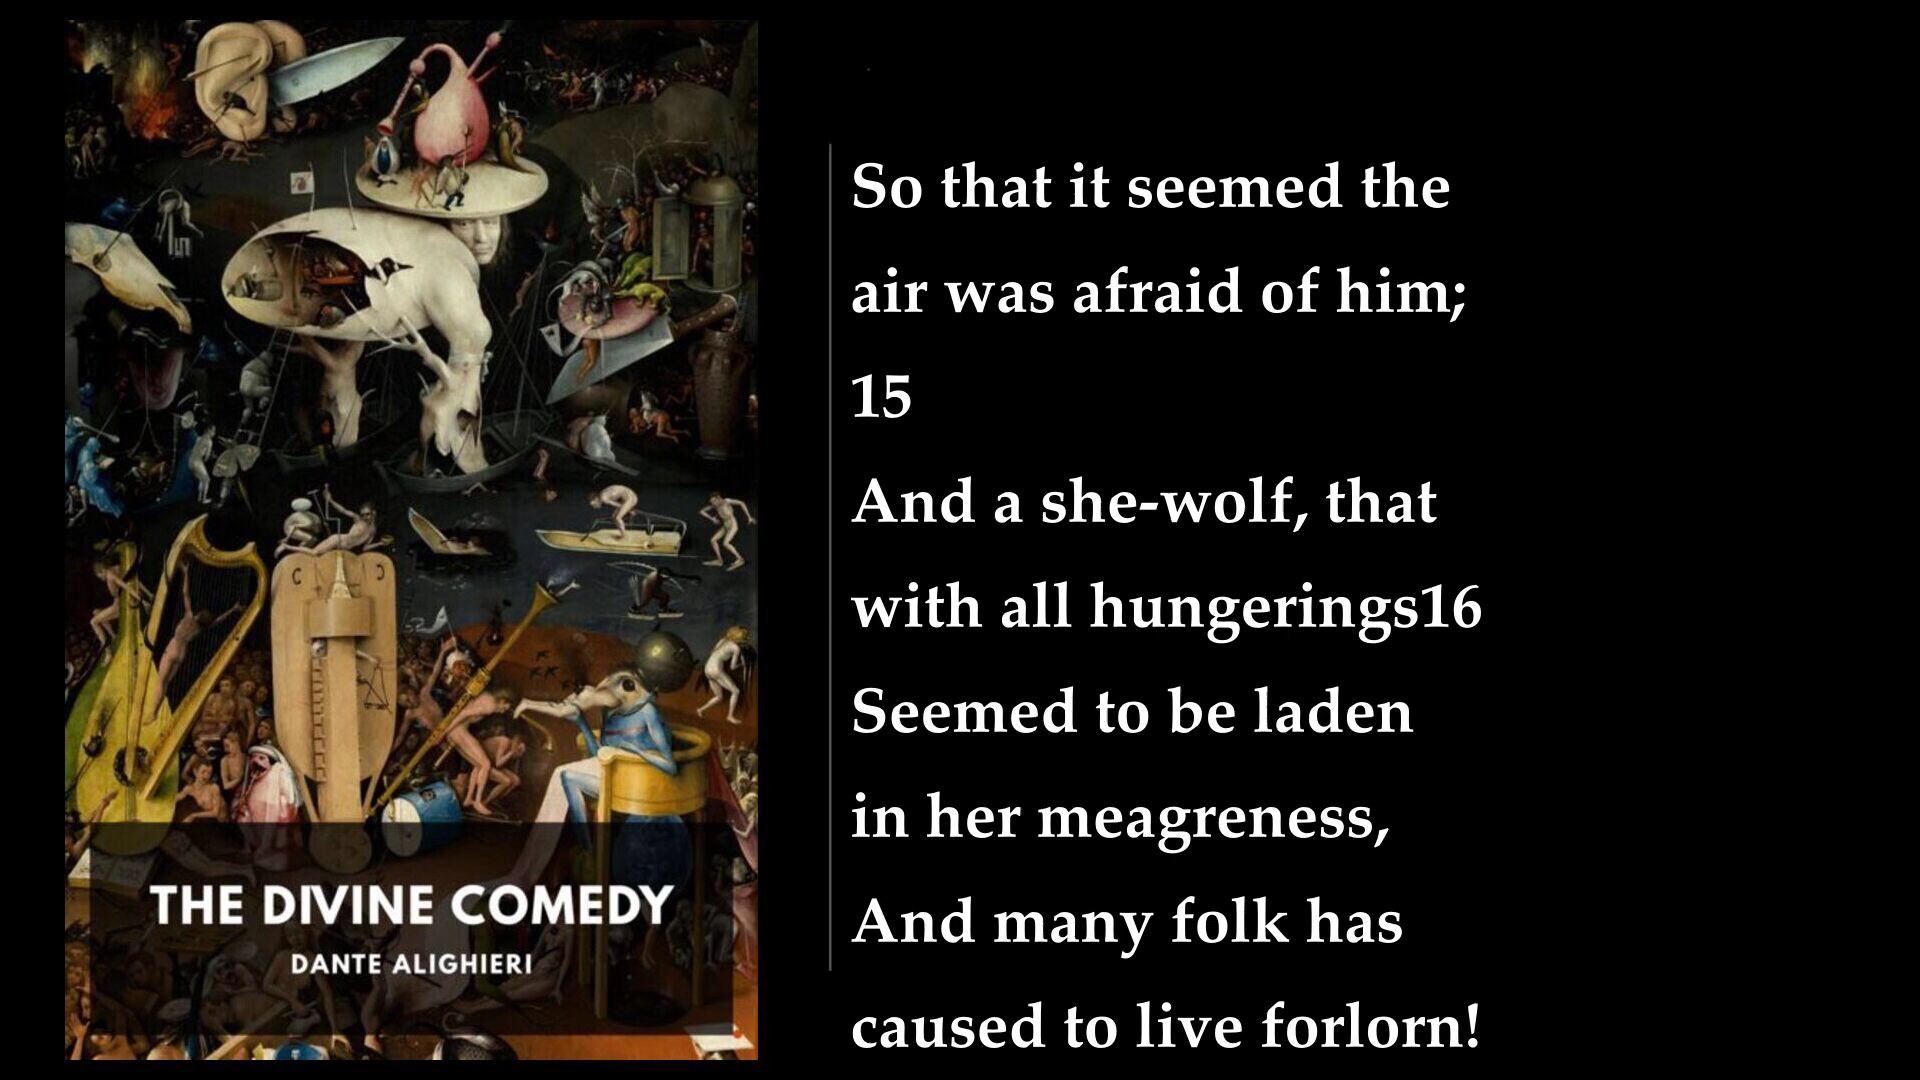 So that it seemed the
air was afraid of him;
15
And a she-wolf, that
with all hungerings16
Seemed to be laden
in her meagreness,
And many folk has
caused to live forlorn!
THE DIVINE COMEDY
DANTE ALIGHIERI